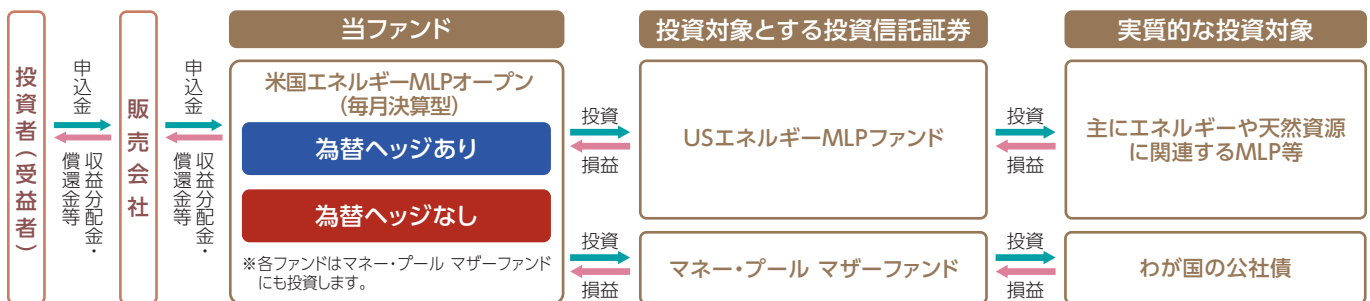 投資者（受益者）
申込金
収益分配金・
償還金等
販売会社
申込金
収益分配金・
償還金等
当ファンド
米国エネルギーMLPオープン
（毎月決算型）
為替ヘッジあり
為替ヘッジなし
※各ファンドはマネー・プール マザーファンド
にも投資します。
投資
損益
投資
損益
投資対象とする投資信託証券
USエネルギーMLPファンド
マネー・プール マザーファンド
投資
損益
投資
損益
実質的な投資対象
主にエネルギーや天然資源
に関連するMLP等
わが国の公社債